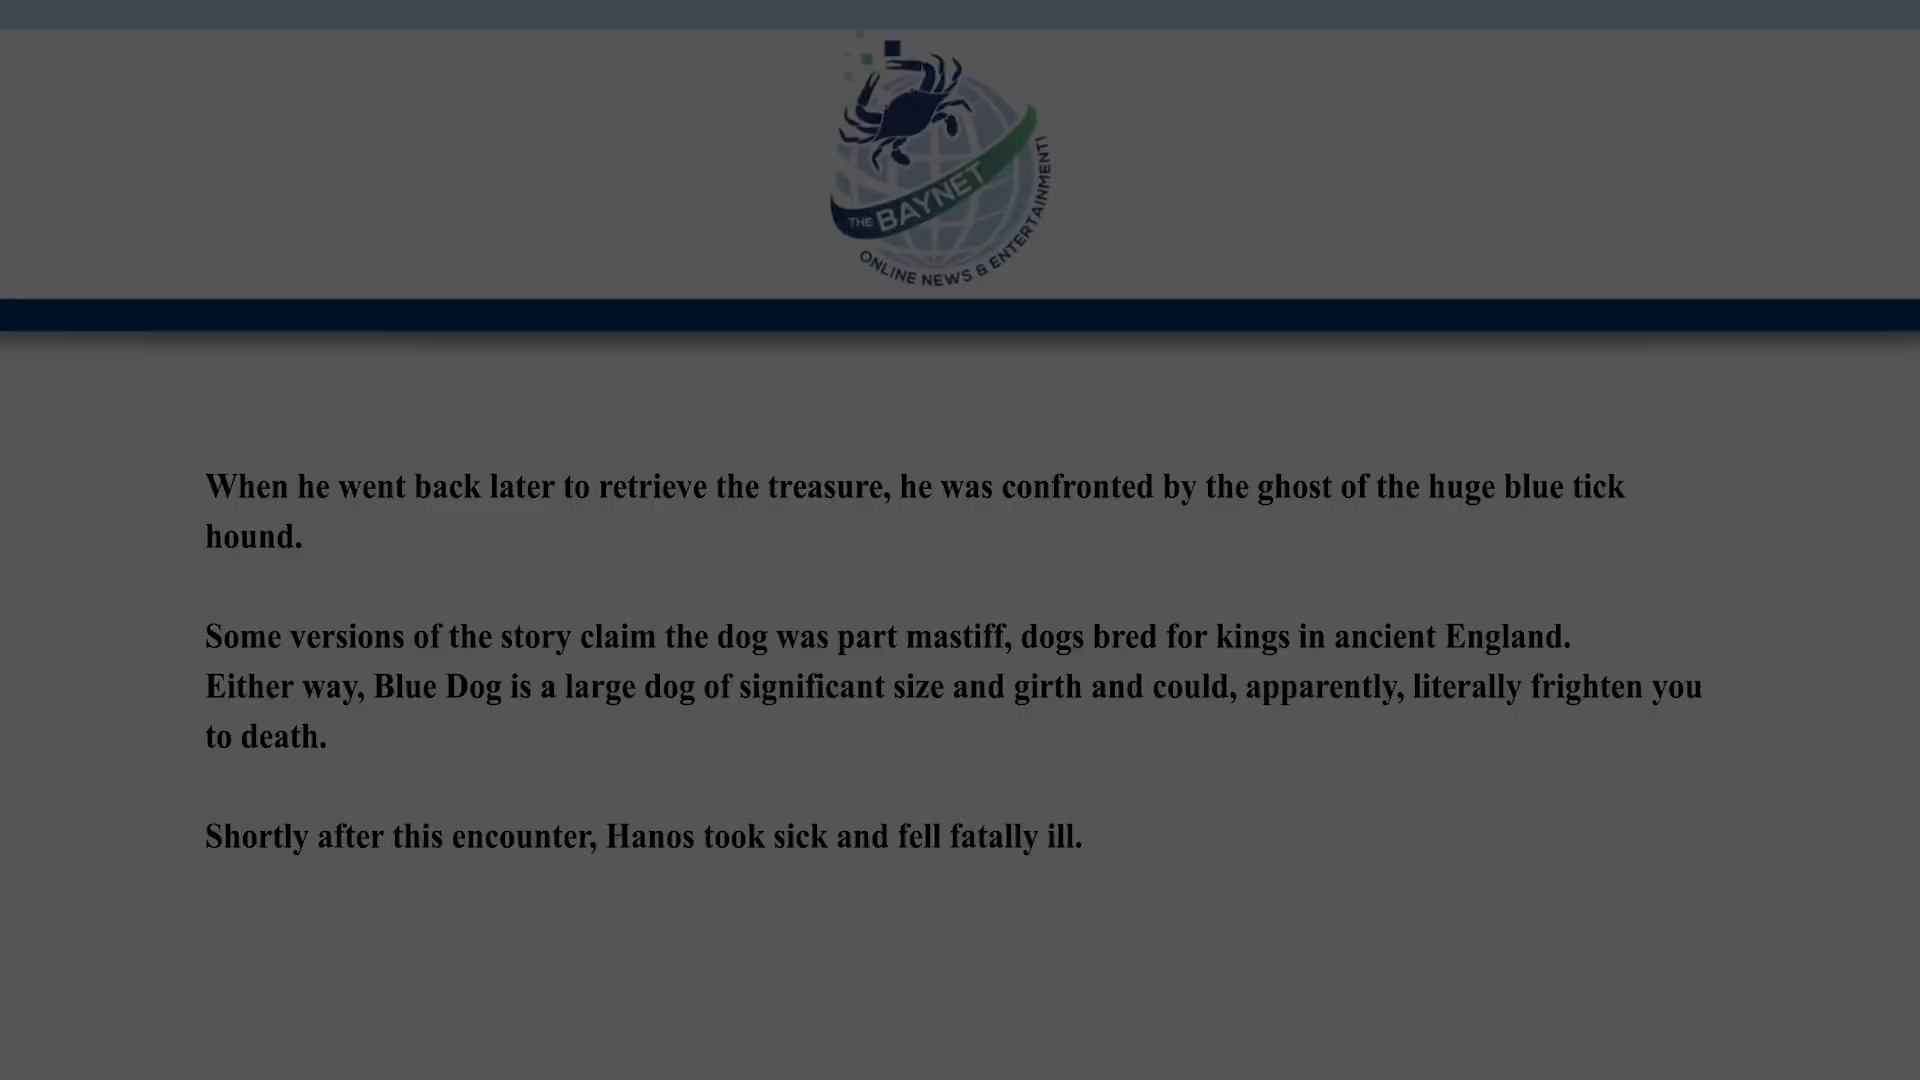 THE BAYNET
ONLINE NEWS & ENTERTAINMENT!
When he went back later to retrieve the treasure, he was confronted by the ghost of the huge blue tick
hound.
Some versions of the story claim the dog was part mastiff, dogs bred for kings in ancient England.
Either way, Blue Dog is a large dog of significant size and girth and could, apparently, literally frighten you
to death.
Shortly after this encounter, Hanos took sick and fell fatally ill.